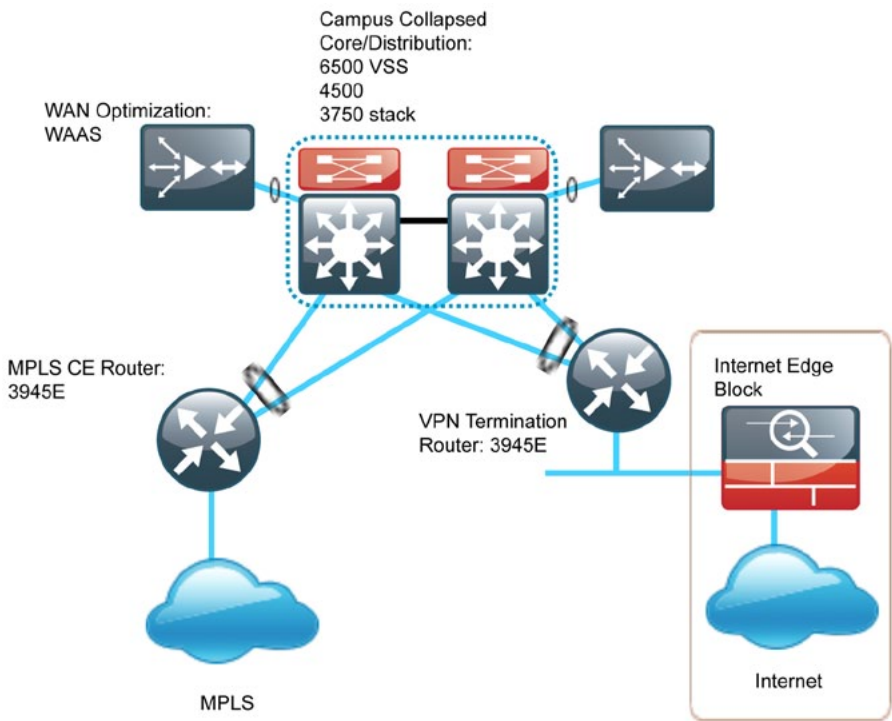 Campus Collapsed
Core/Distribution:
6500 VSS
4500
3750 stack
WAN Optimization:
WAAS
MPLS CE Router:
3945E
VPN Termination
Router: 3945E
Internet Edge
Block
MPLS
Internet